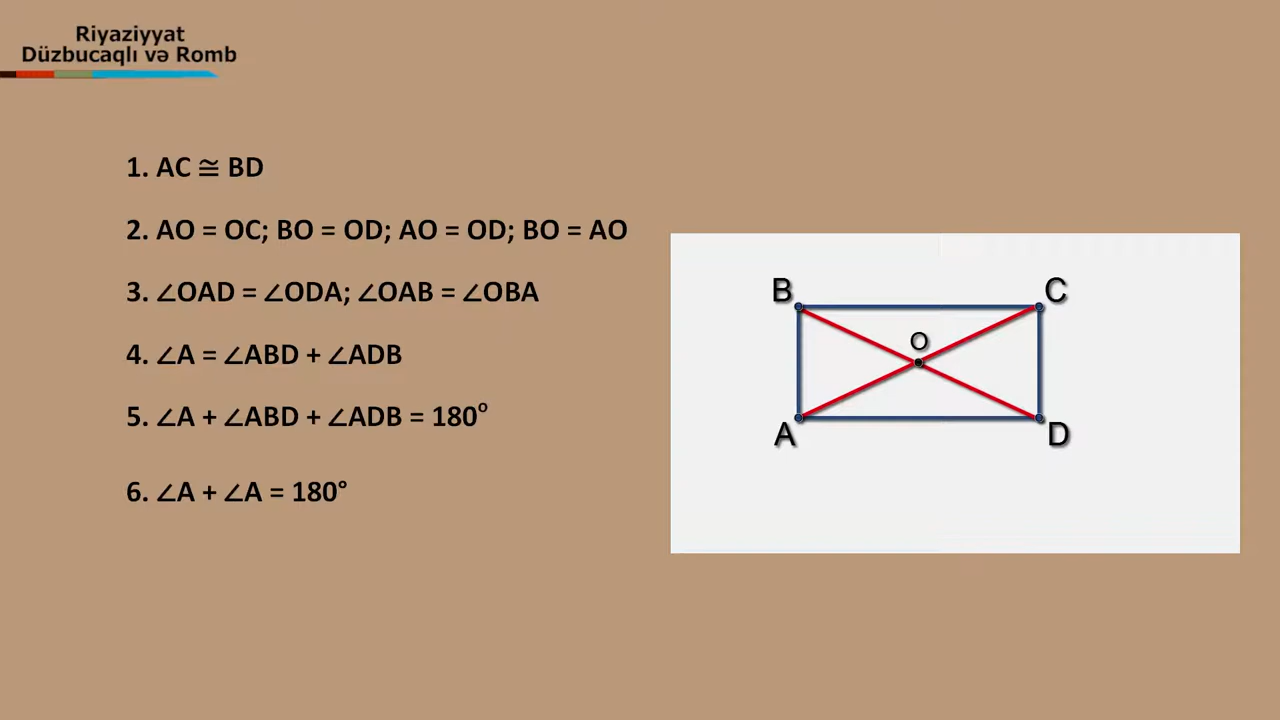 Riyaziyyat
Düzbucaqlı və Romb
1. AC ≅ BD
2. AO = OC; BO = OD; AO = OD; BO = AO
3. ∠OAD = ∠ODA; ∠OAB = ∠OBA
4. ∠A = ∠ABD + ∠ADB
5. ∠A + ∠ABD + ∠ADB = 180°
6. ∠A + ∠A = 180°
B
C
O
A
D